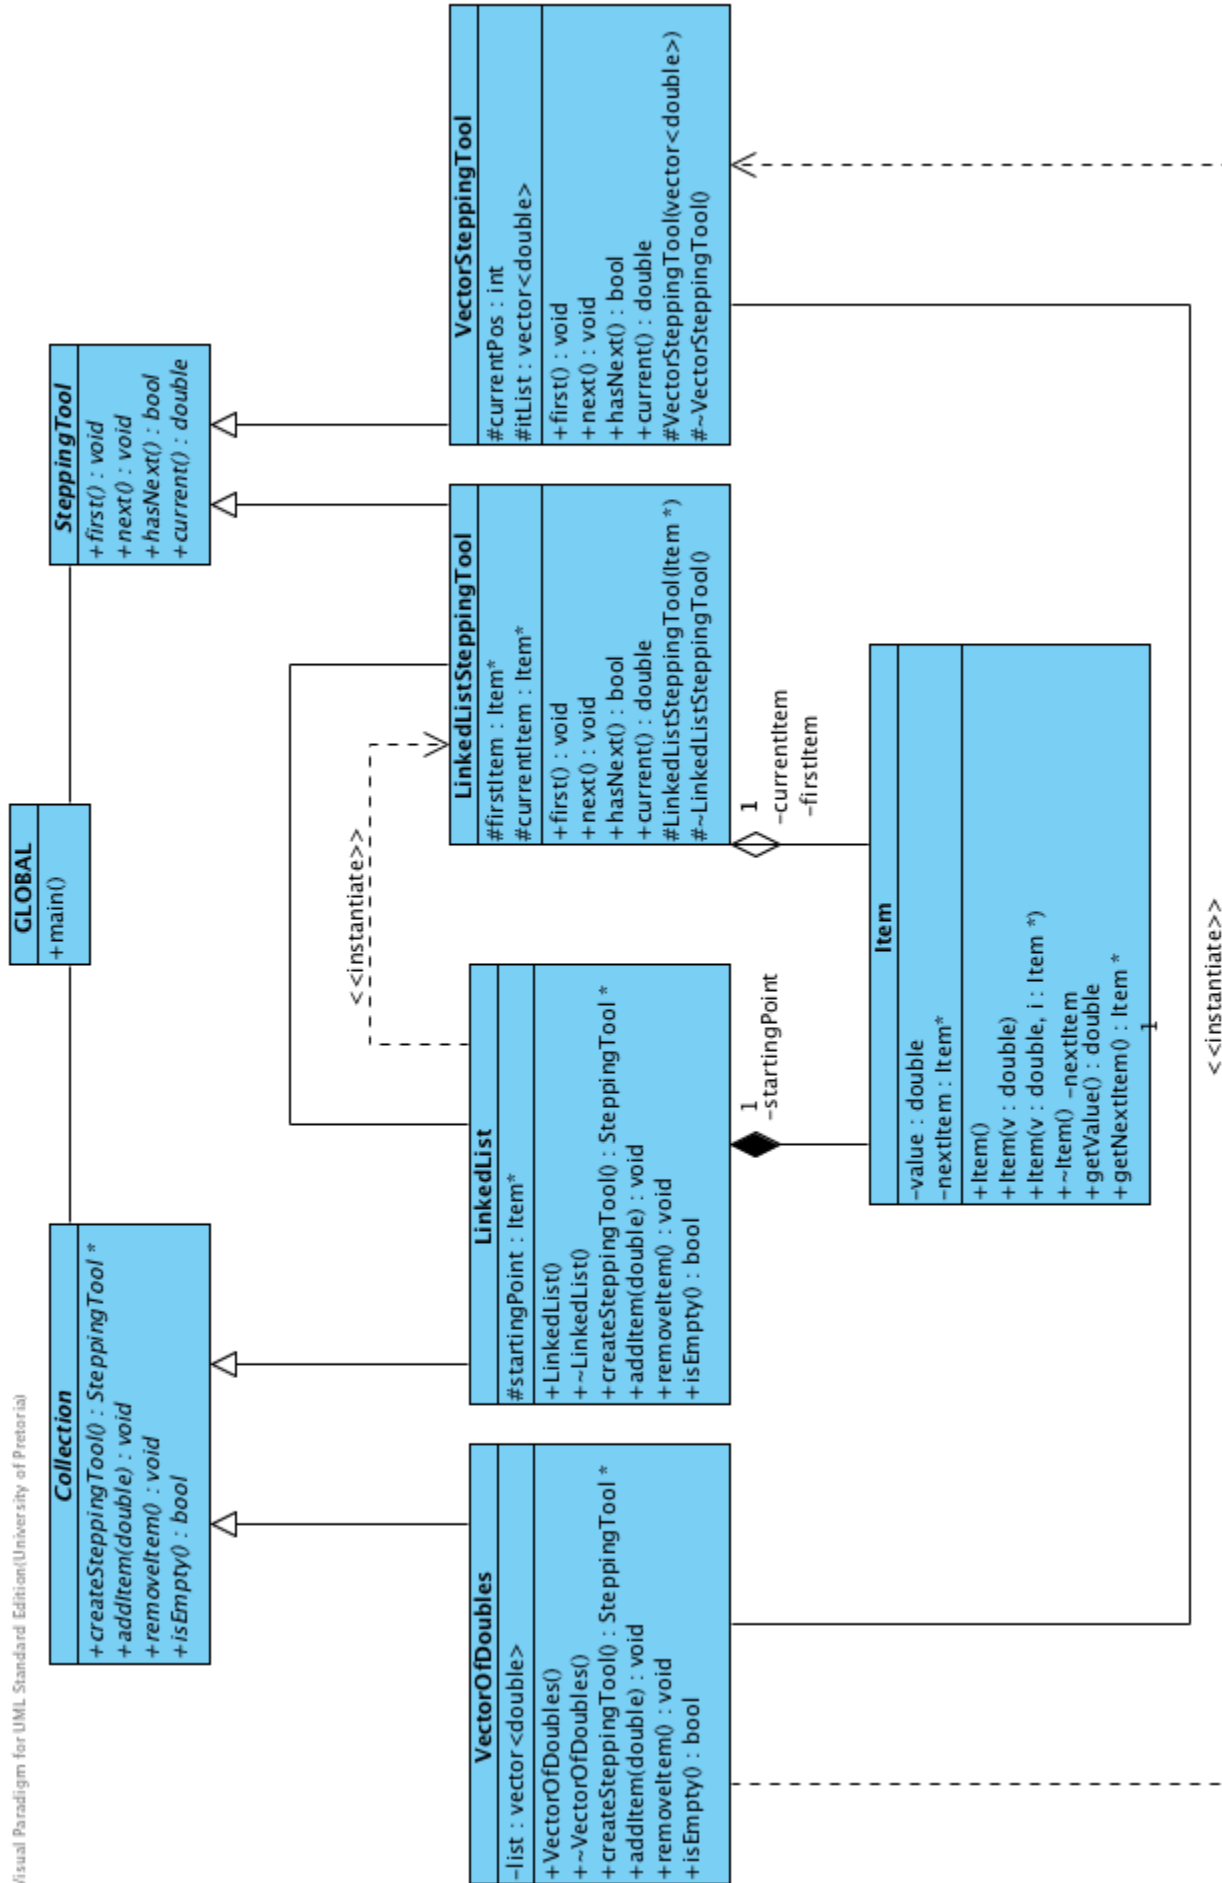 Visual Paradigm for UML Standard Edition(University of Pretoria)
GLOBAL
+main()
Collection
+createSteppingTool() : SteppingTool *
+addItem(double) : void
+removeItem() : void
+isEmpty() : bool
SteppingTool
+first() : void
+next() : void
+hasNext() : bool
+current() : double
<<instantiate>>
VectorOfDoubles
-list : vector<double>
+VectorOfDoubles()
+~VectorOfDoubles()
+createSteppingTool() : SteppingTool *
+addItem(double) : void
+removeItem() : void
+isEmpty() : bool
LinkedList
#startingPoint : Item*
+LinkedList()
+~LinkedList()
+createSteppingTool() : SteppingTool *
+addItem(double) : void
+removeItem() : void
+isEmpty() : bool
LinkedListSteppingTool
#firstItem : Item*
#currentItem : Item*
+first() : void
+next() : void
+hasNext() : bool
+current() : double
#LinkedListSteppingTool(Item *)
#~LinkedListSteppingTool()
VectorSteppingTool
#currentPos : int
#itList : vector<double>
+first() : void
+next() : void
+hasNext() : bool
+current() : double
#VectorSteppingTool(vector<double>)
#~VectorSteppingTool()
1
-startingPoint
1
-currentItem
-firstItem
Item
-value : double
-nextItem : Item*
+Item()
+Item(v : double)
+Item(v : double, i : Item *)
+~Item() -nextItem
+getValue() : double
+getNextItem() : Item *
1
<<instantiate>>